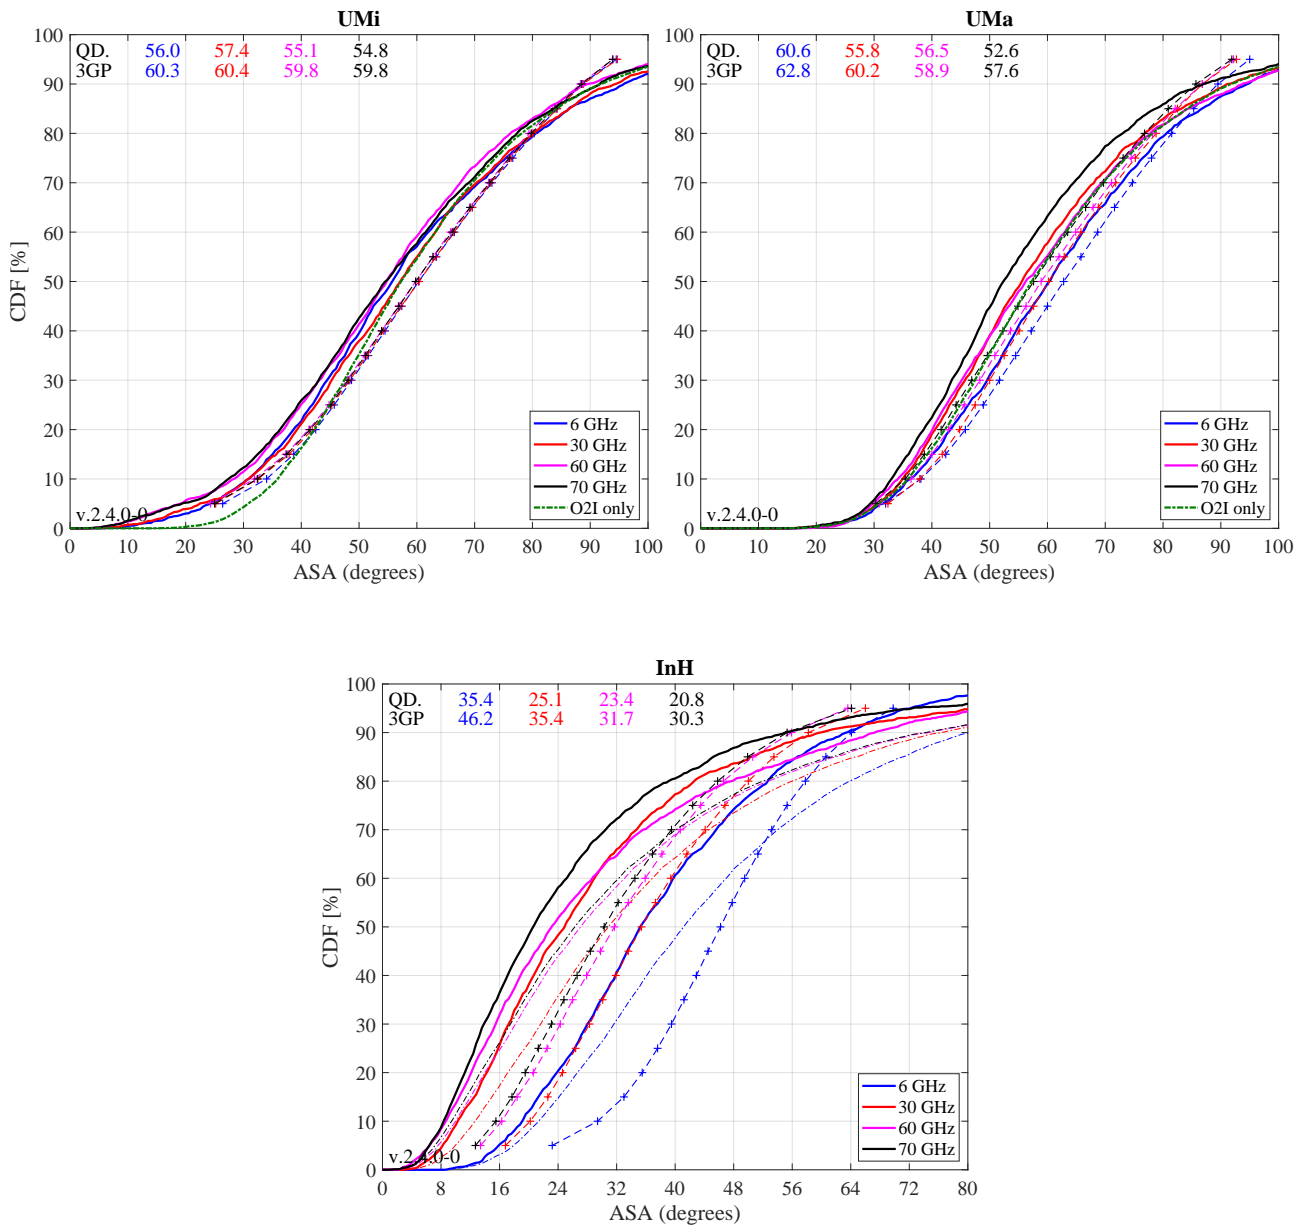 UMi
100
90
80
70
60
50
40
30
20
10
0
CDF [%]
QD. 56.0 57.4 55.1 54.8
3GP 60.3 60.4 59.8 59.8
6 GHz
30 GHz
60 GHz
70 GHz
O2I only
v.2.4.0-0
0 10 20 30 40 50 60 70 80 90 100
ASA (degrees)
UMa
100
90
80
70
60
50
40
30
20
10
0
QD. 60.6 55.8 56.5 52.6
3GP 62.8 60.2 58.9 57.6
6 GHz
30 GHz
60 GHz
70 GHz
O2I only
v.2.4.0-0
0 10 20 30 40 50 60 70 80 90 100
ASA (degrees)
InH
100
90
80
70
60
50
40
30
20
10
0
CDF [%]
QD. 35.4 25.1 23.4 20.8
3GP 46.2 35.4 31.7 30.3
6 GHz
30 GHz
60 GHz
70 GHz
v.2.4.0-0
0 8 16 24 32 40 48 56 64 72 80
ASA (degrees)